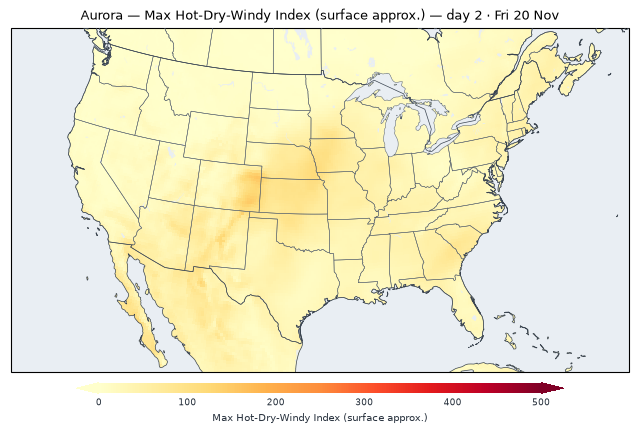 Aurora — Max Hot-Dry-Windy Index (surface approx.) — day 2 · Fri 20 Nov
0 100 200 300 400 500
Max Hot-Dry-Windy Index (surface approx.)